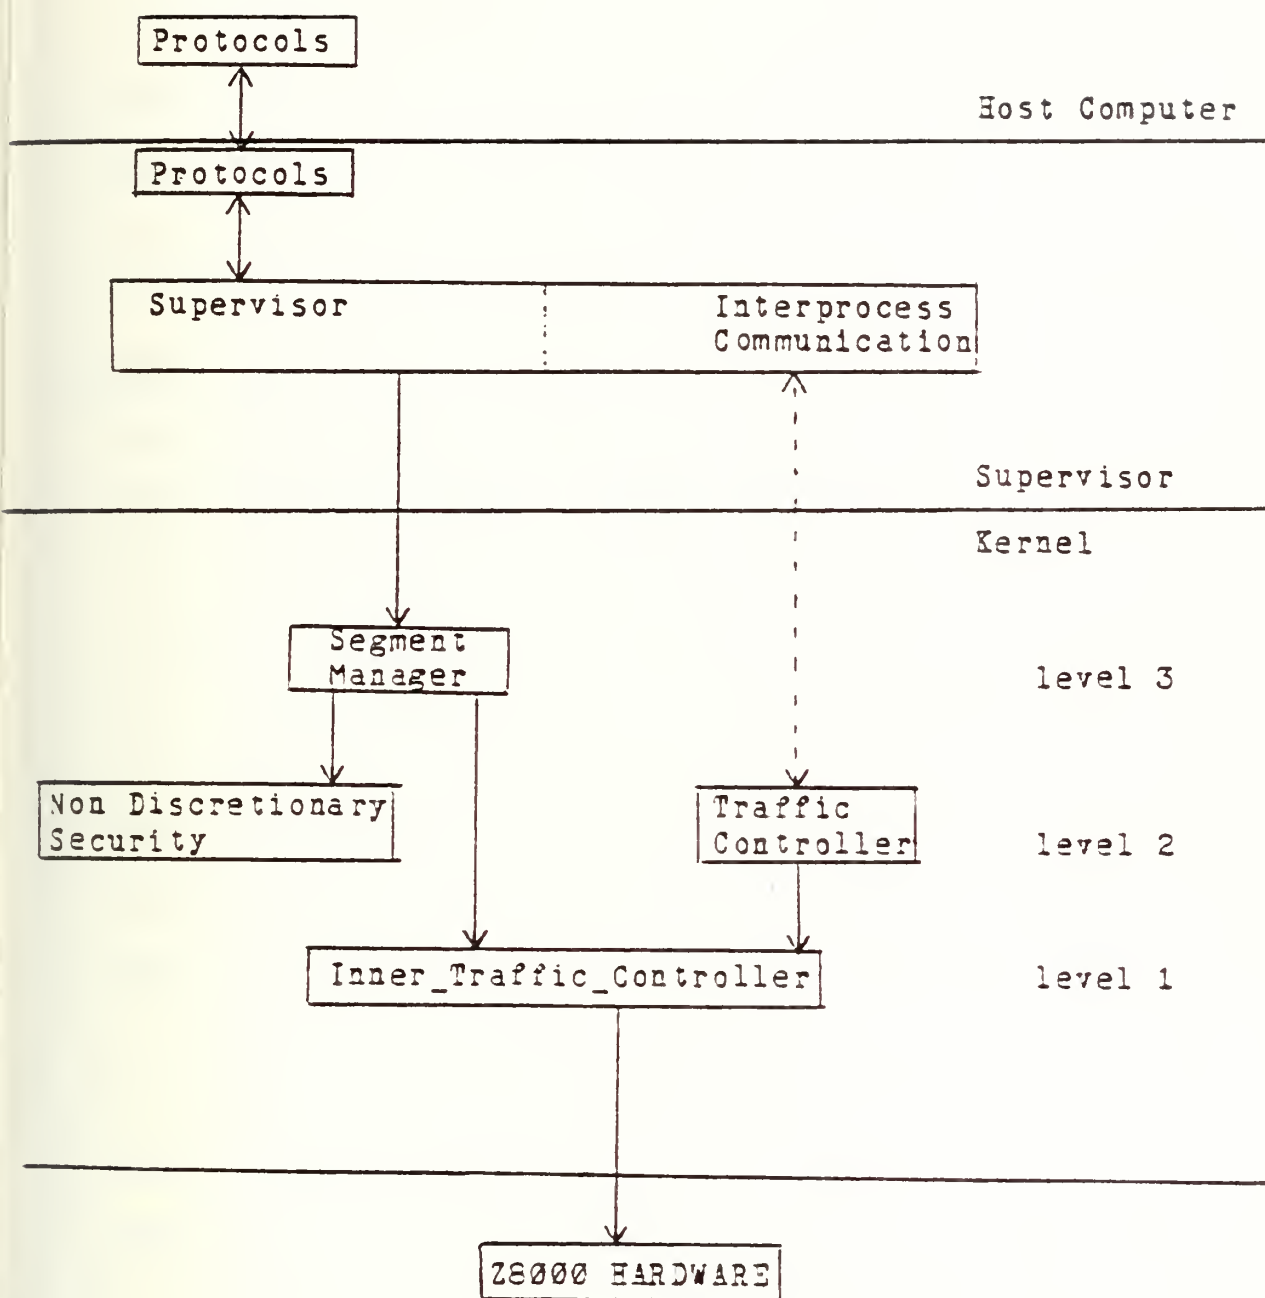 Protocols
Host Computer
Protocols
Supervisor
Interprocess
Communication
Supervisor
Kernel
Segment
Manager
level 3
Non Discretionary
Security
Traffic
Controller
level 2
Inner_Traffic_Controller
level 1
Z8000 HARDWARE